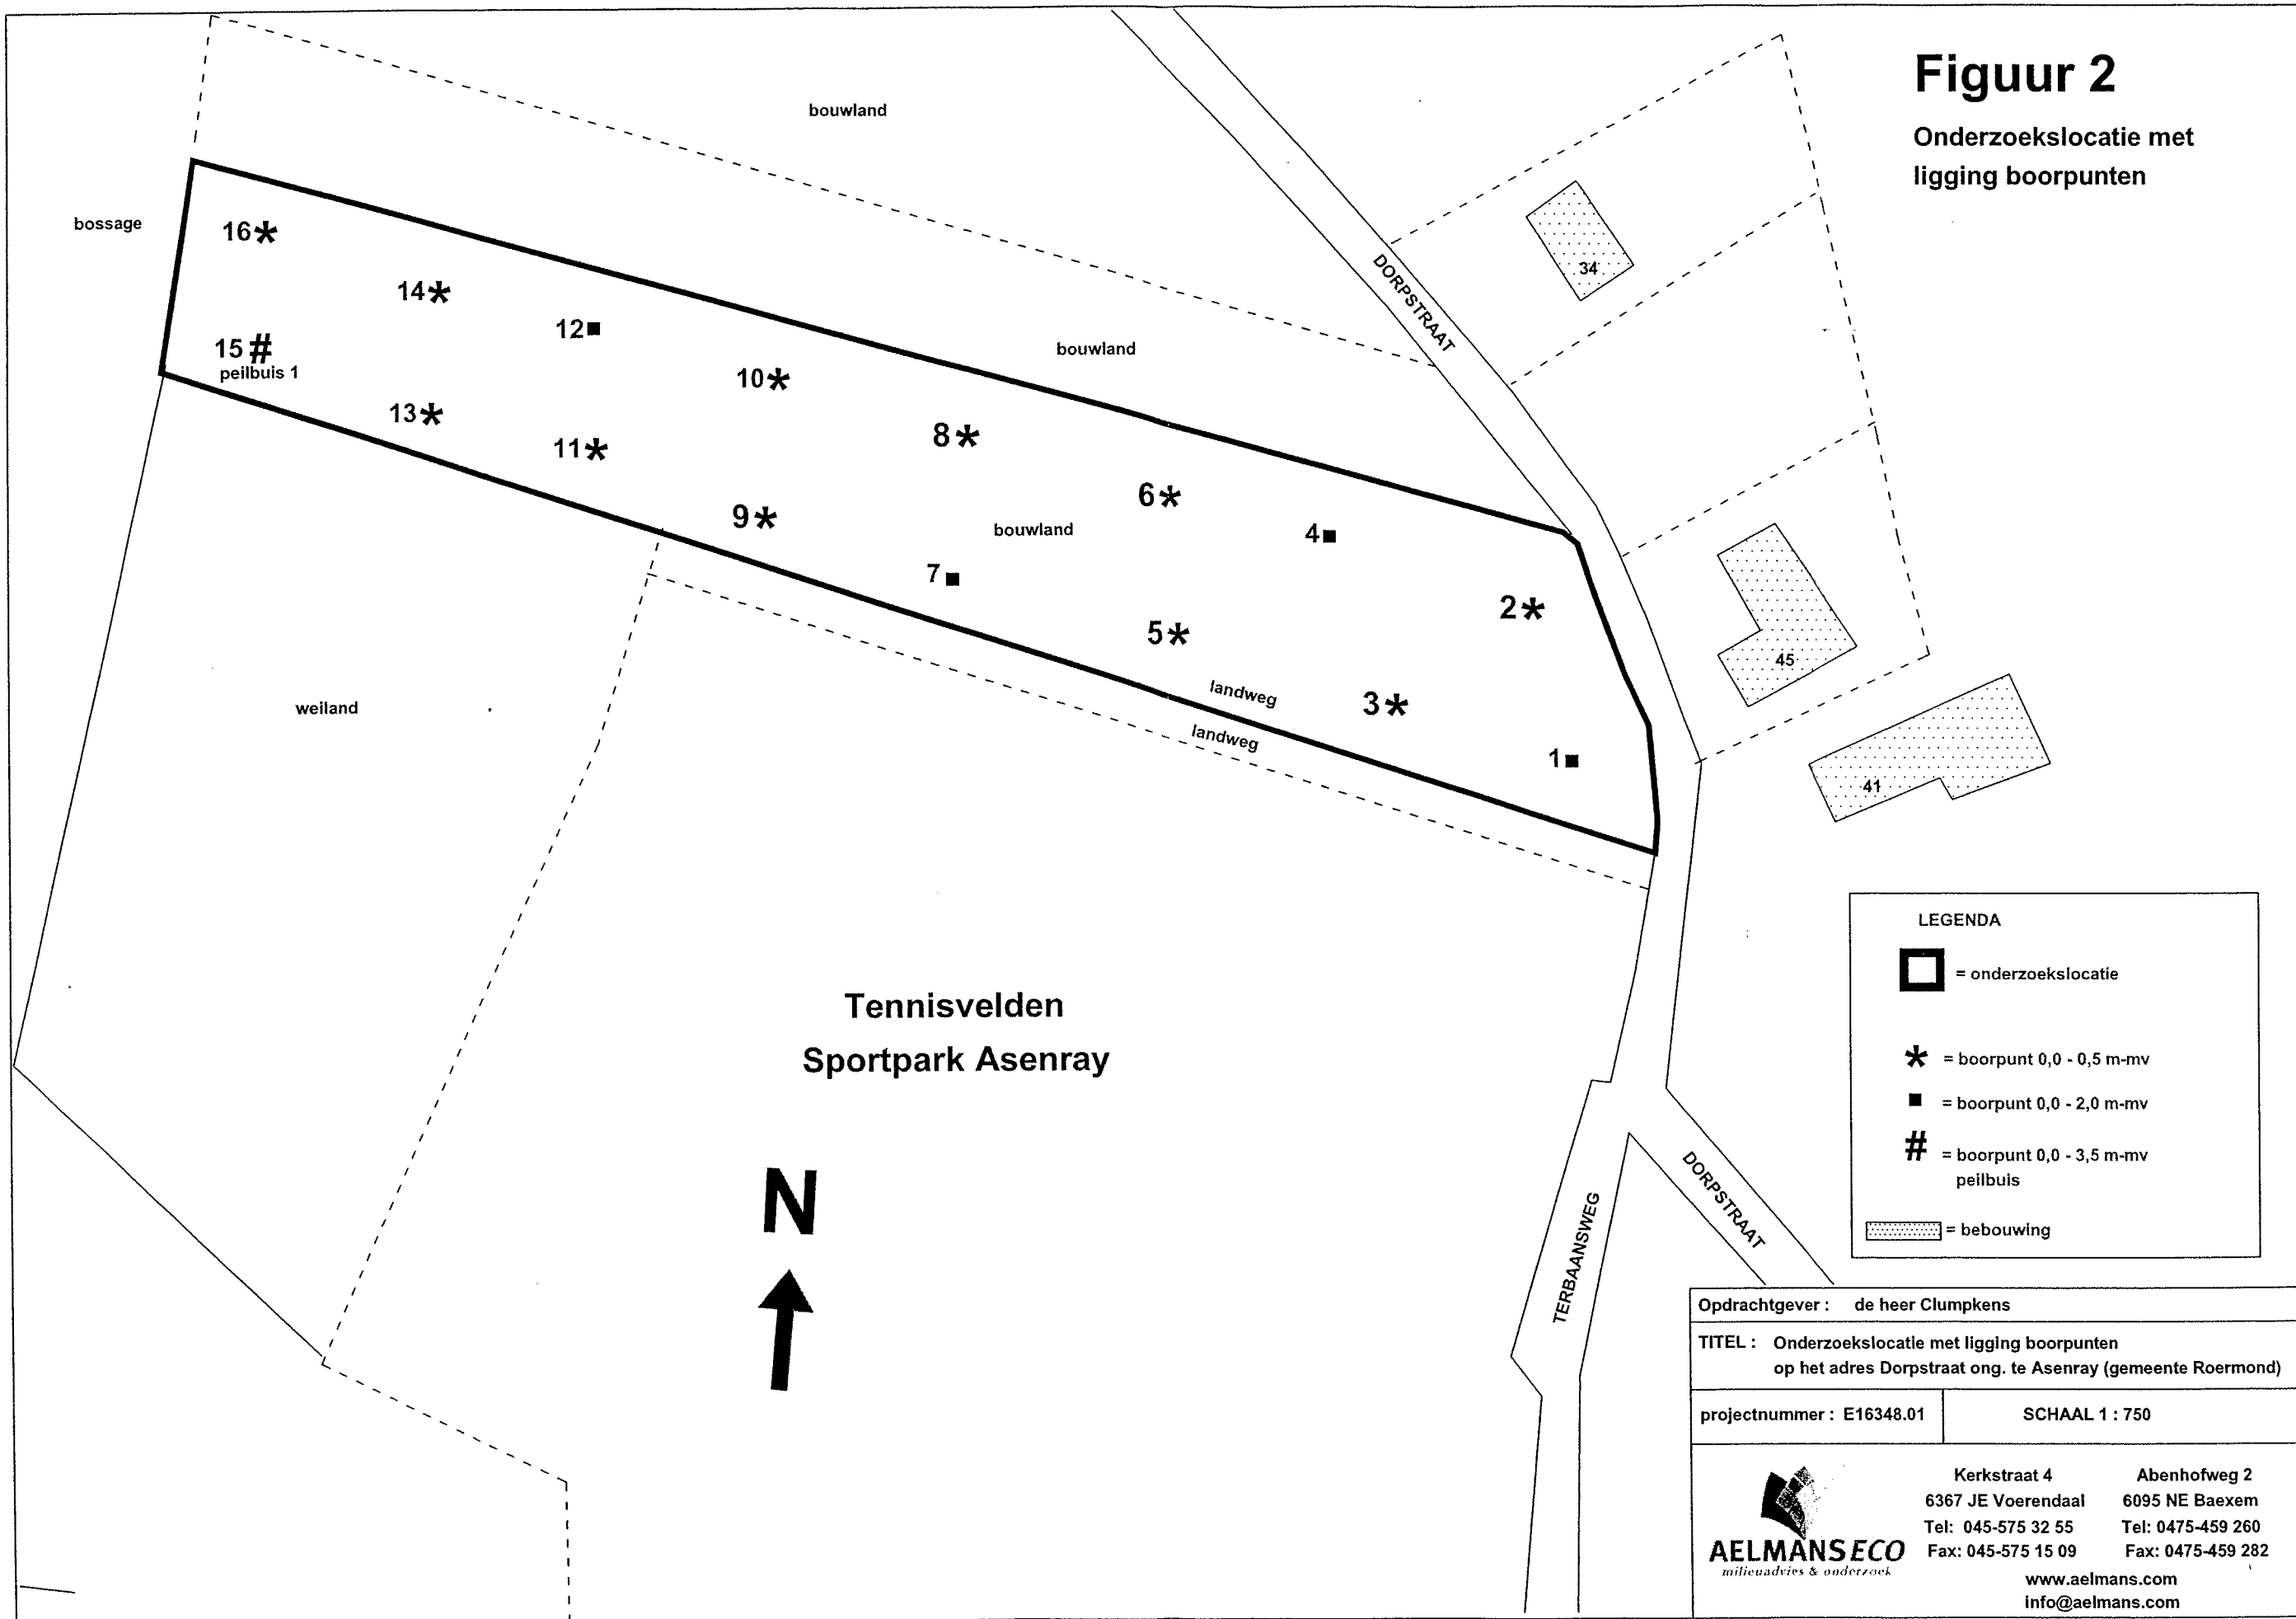 Figuur 2
Onderzoekslocatie met
ligging boorpunten
bouwland
bossage
16
14
12
15
peilbuis 1
13
11
10
8
9
bouwland
6
bouwland
4
7
5
2
3
1
landweg
landweg
weiland
DORPSTRAAT
34
45
41
Tennisvelden
Sportpark Asenray
N
TERBAANSWEG
DORPSTRAAT
LEGENDA
= onderzoekslocatie
* = boorpunt 0,0 - 0,5 m-mv
■ = boorpunt 0,0 - 2,0 m-mv
# = boorpunt 0,0 - 3,5 m-mv
peilbuis
= bebouwing
Opdrachtgever : de heer Clumpkens
TITEL : Onderzoekslocatie met ligging boorpunten
op het adres Dorpstraat ong. te Asenray (gemeente Roermond)
projectnummer : E16348.01
SCHAAL 1 : 750
AELMANS ECO
milieuadvies & onderzoek
Kerkstraat 4
6367 JE Voerendaal
Tel: 045-575 32 55
Fax: 045-575 15 09
Abenhofweg 2
6095 NE Baexem
Tel: 0475-459 260
Fax: 0475-459 282
www.aelmans.com
info@aelmans.com